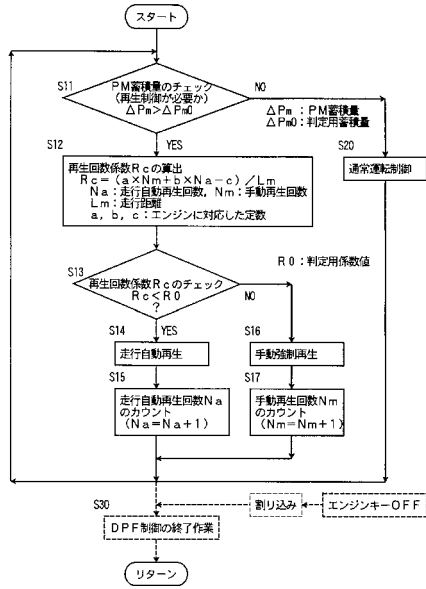 スタート
S11
PM蓄積量のチェック
(再生制御が必要か)
ΔPm>ΔPm0
NO
YES
ΔPm:PM蓄積量
ΔPm0:判定用蓄積量
S12
再生回数係数Rcの算出
Rc=(a×Nm+b×Na−c)/Lm
Na:走行自動再生回数,Nm:手動再生回数
Lm:走行距離
a,b,c:エンジンに対応した定数
S20
通常運転制御
S13
再生回数係数Rcのチェック
Rc<R0
?
R0:判定用係数値
NO
YES
S14
走行自動再生
S16
手動強制再生
S15
走行自動再生回数Na
のカウント
(Na=Na+1)
S17
手動再生回数Nm
のカウント
(Nm=Nm+1)
S30
割り込み
エンジンキーOFF
DPF制御の終了作業
リターン